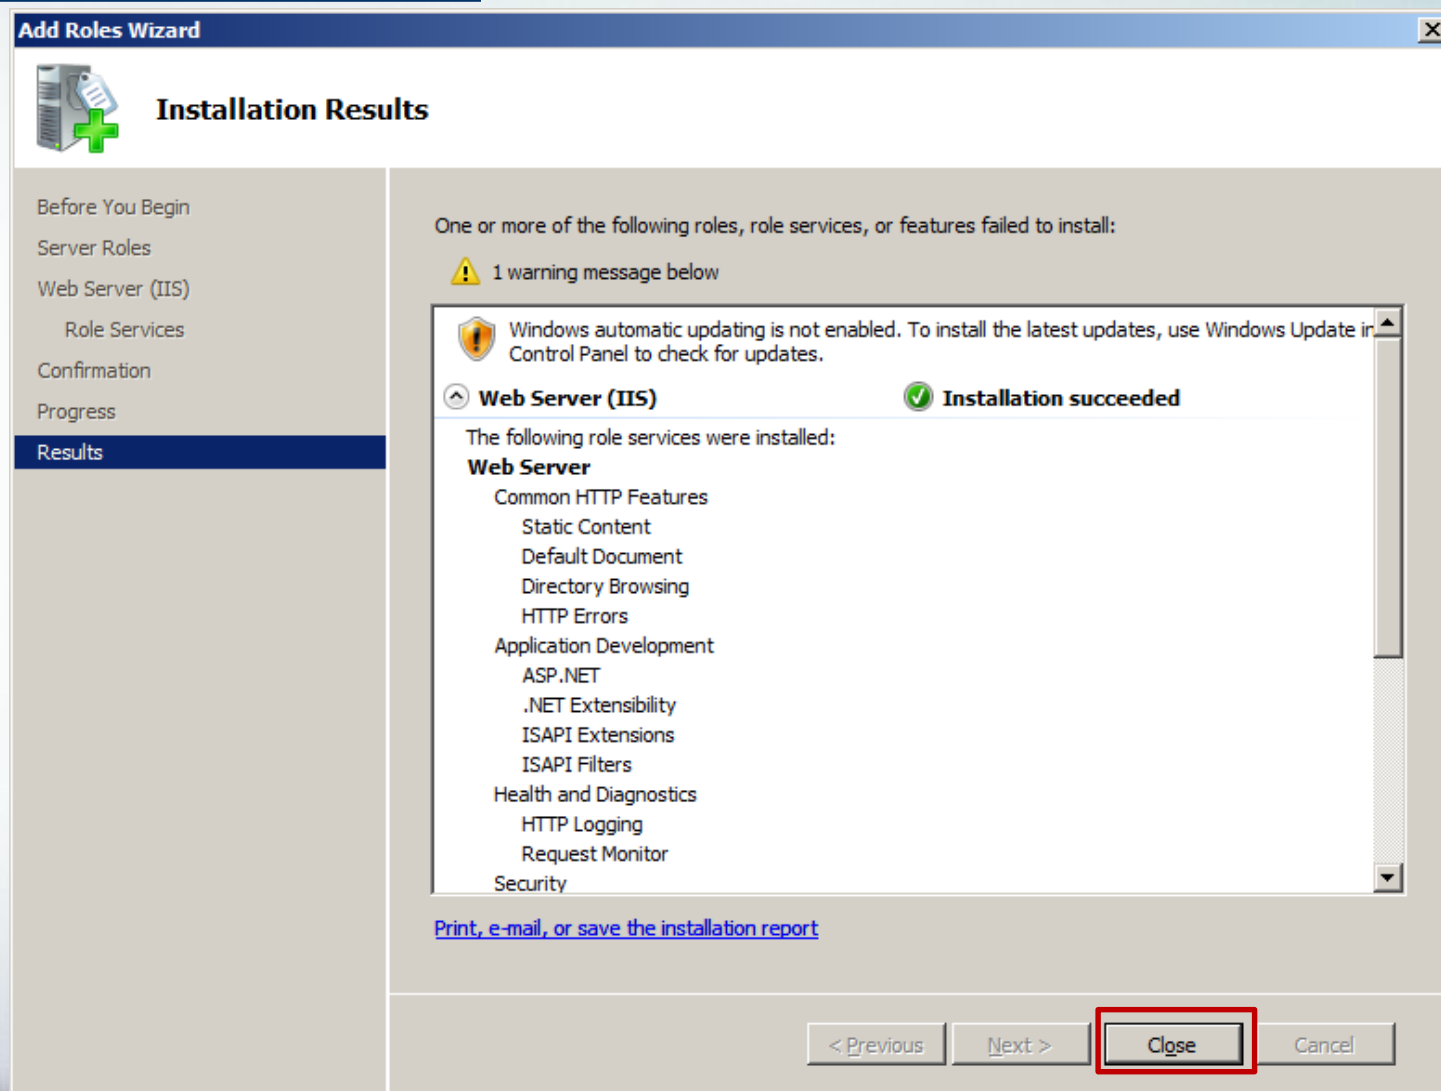 Add Roles Wizard
Installation Results
Before You Begin
Server Roles
Web Server (IIS)
Role Services
Confirmation
Progress
Results
One or more of the following roles, role services, or features failed to install:
1 warning message below
Windows automatic updating is not enabled. To install the latest updates, use Windows Update in
Control Panel to check for updates.
Web Server (IIS) Installation succeeded
The following role services were installed:
Web Server
Common HTTP Features
Static Content
Default Document
Directory Browsing
HTTP Errors
Application Development
ASP.NET
.NET Extensibility
ISAPI Extensions
ISAPI Filters
Health and Diagnostics
HTTP Logging
Request Monitor
Security
Print, e-mail, or save the installation report
< Previous Next > Close Cancel